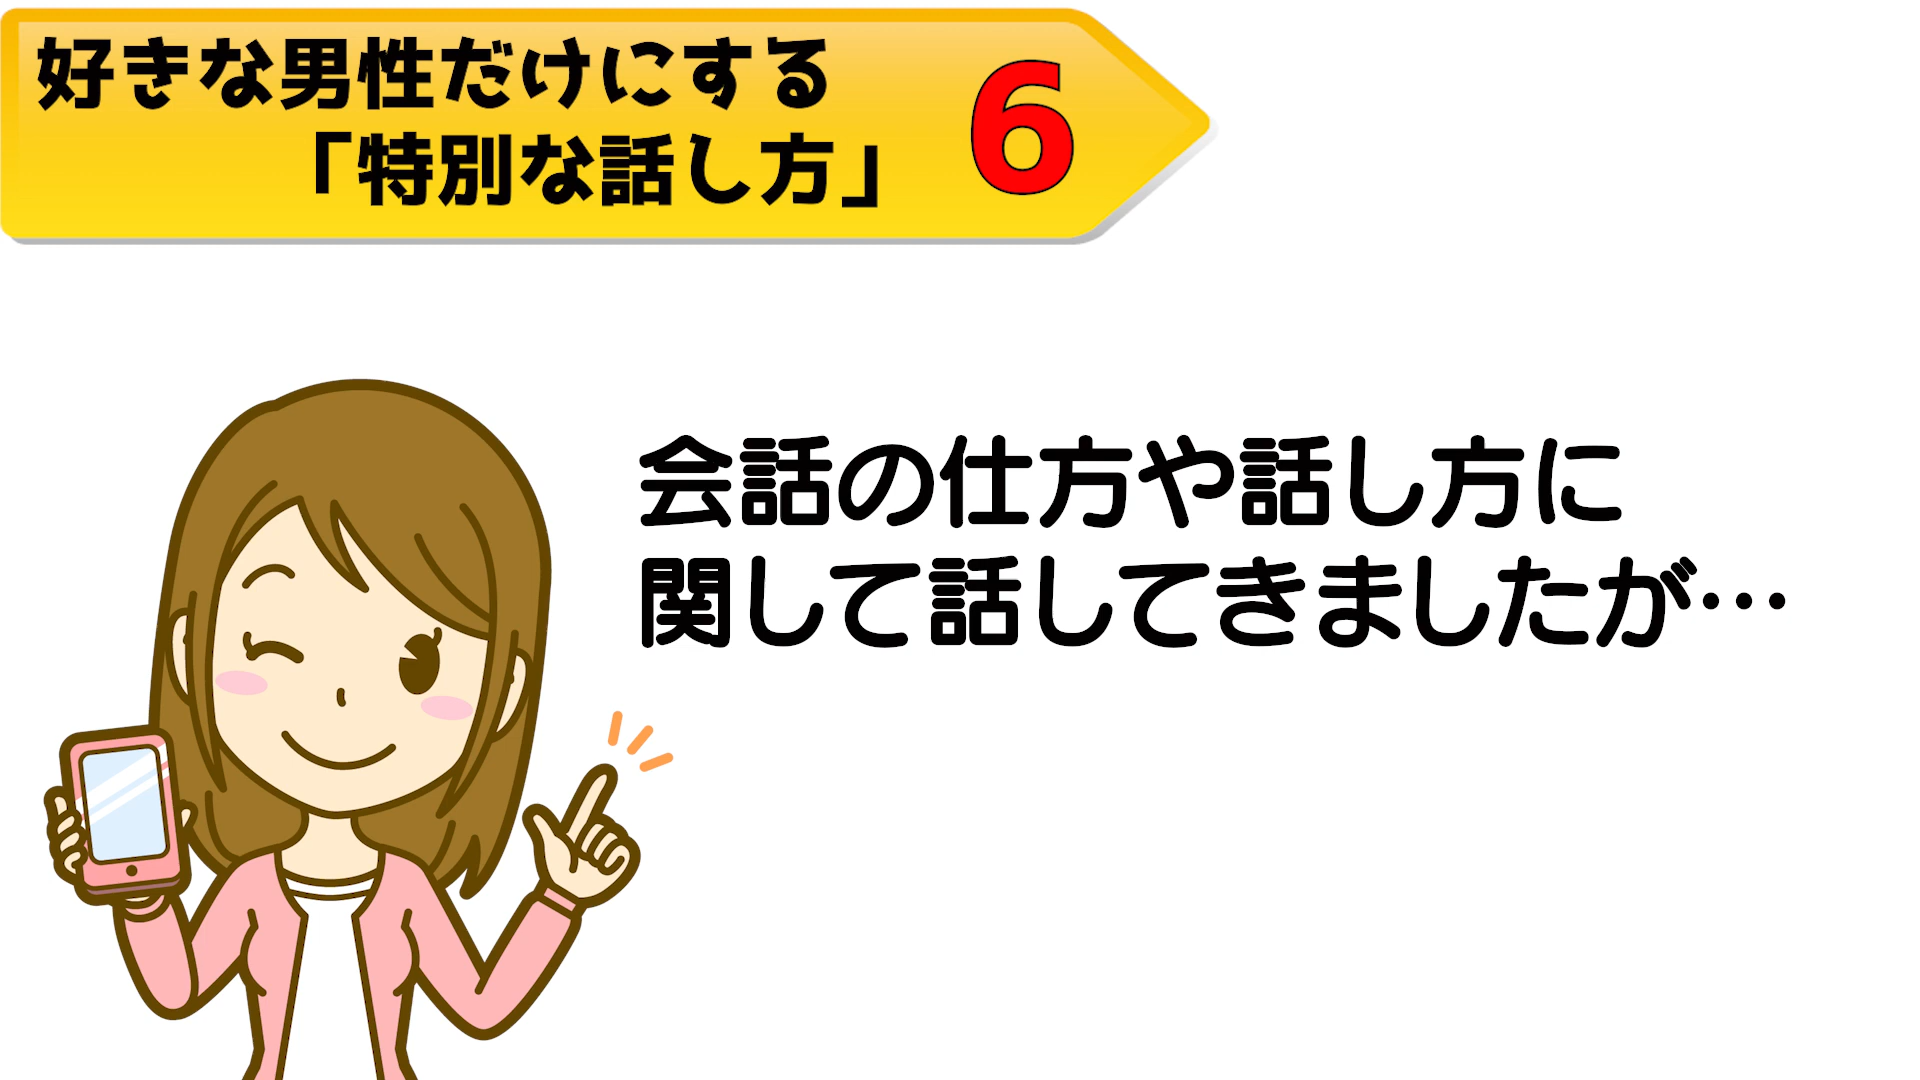 好きな男性だけにする
「特別な話し方」
6
会話の仕方や話し方に
関して話してきましたが…